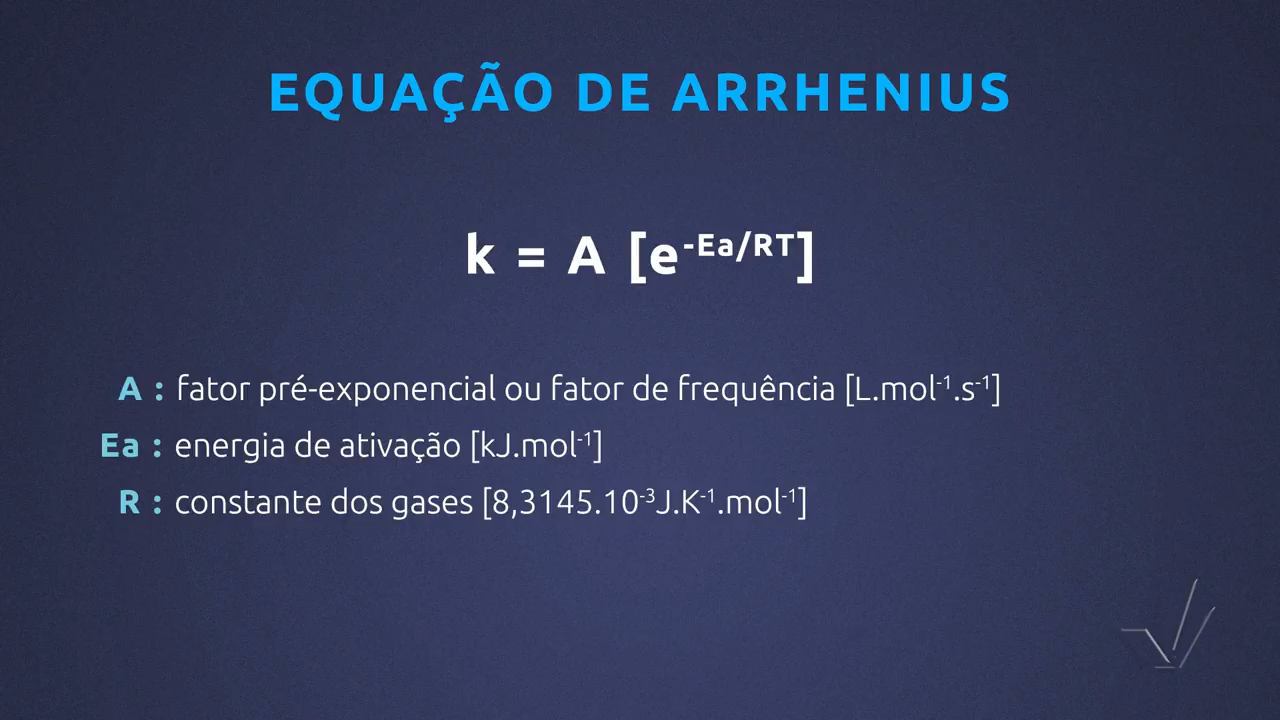 EQUAÇÃO DE ARRHENIUS
k = A [e⁻ᴱᵃ/ᴿᵀ]
A : fator pré-exponencial ou fator de frequência [L.mol⁻¹.s⁻¹]
Ea : energia de ativação [kJ.mol⁻¹]
R : constante dos gases [8,3145.10⁻³J.K⁻¹.mol⁻¹]